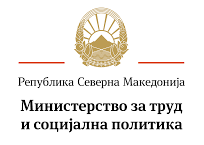 Република Северна Македонија
Министерство за труд
и социјална политика